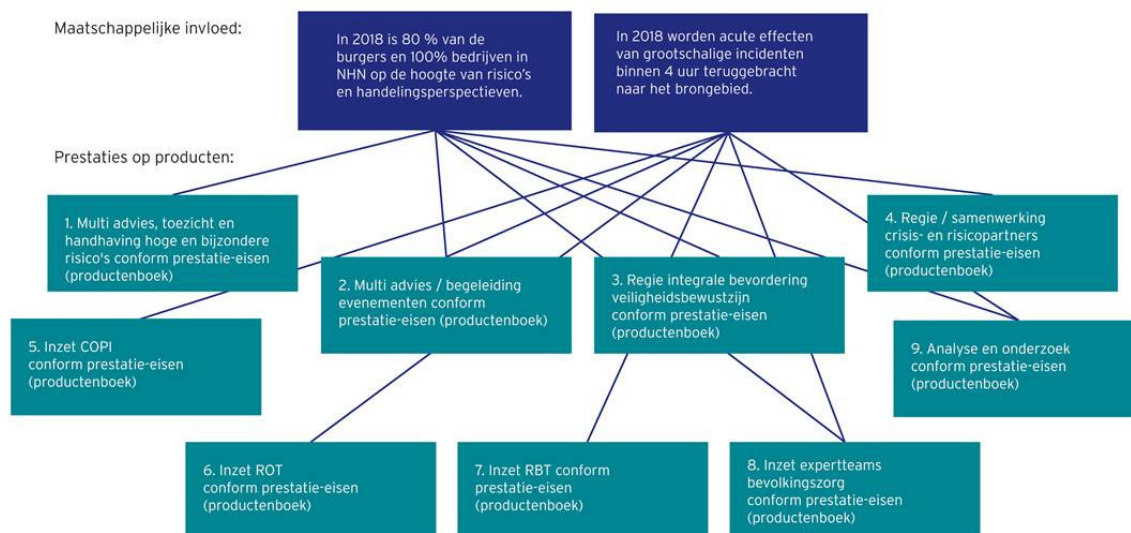 Maatschappelijke invloed:
In 2018 is 80 % van de
burgers en 100% bedrijven in
NHN op de hoogte van risico's
en handelingsperspectieven.
In 2018 worden acute effecten
van grootschalige incidenten
binnen 4 uur teruggebracht
naar het brongebied.
Prestaties op producten:
1. Multi advies, toezicht en
handhaving hoge en bijzondere
risico's conform prestatie-eisen
(productenboek)
2. Multi advies / begeleiding
evenementen conform
prestatie-eisen (productenboek)
3. Regie integrale bevordering
veiligheidsbewustzijn
conform prestatie-eisen
(productenboek)
4. Regie / samenwerking
crisis- en risicopartners
conform prestatie-eisen
(productenboek)
5. Inzet COPI
conform prestatie-eisen
(productenboek)
9. Analyse en onderzoek
conform prestatie-eisen
(productenboek)
6. Inzet ROT
conform prestatie-eisen
(productenboek)
7. Inzet RBT conform
prestatie-eisen
(productenboek)
8. Inzet expertteams
bevolkingszorg
conform prestatie-eisen
(productenboek)